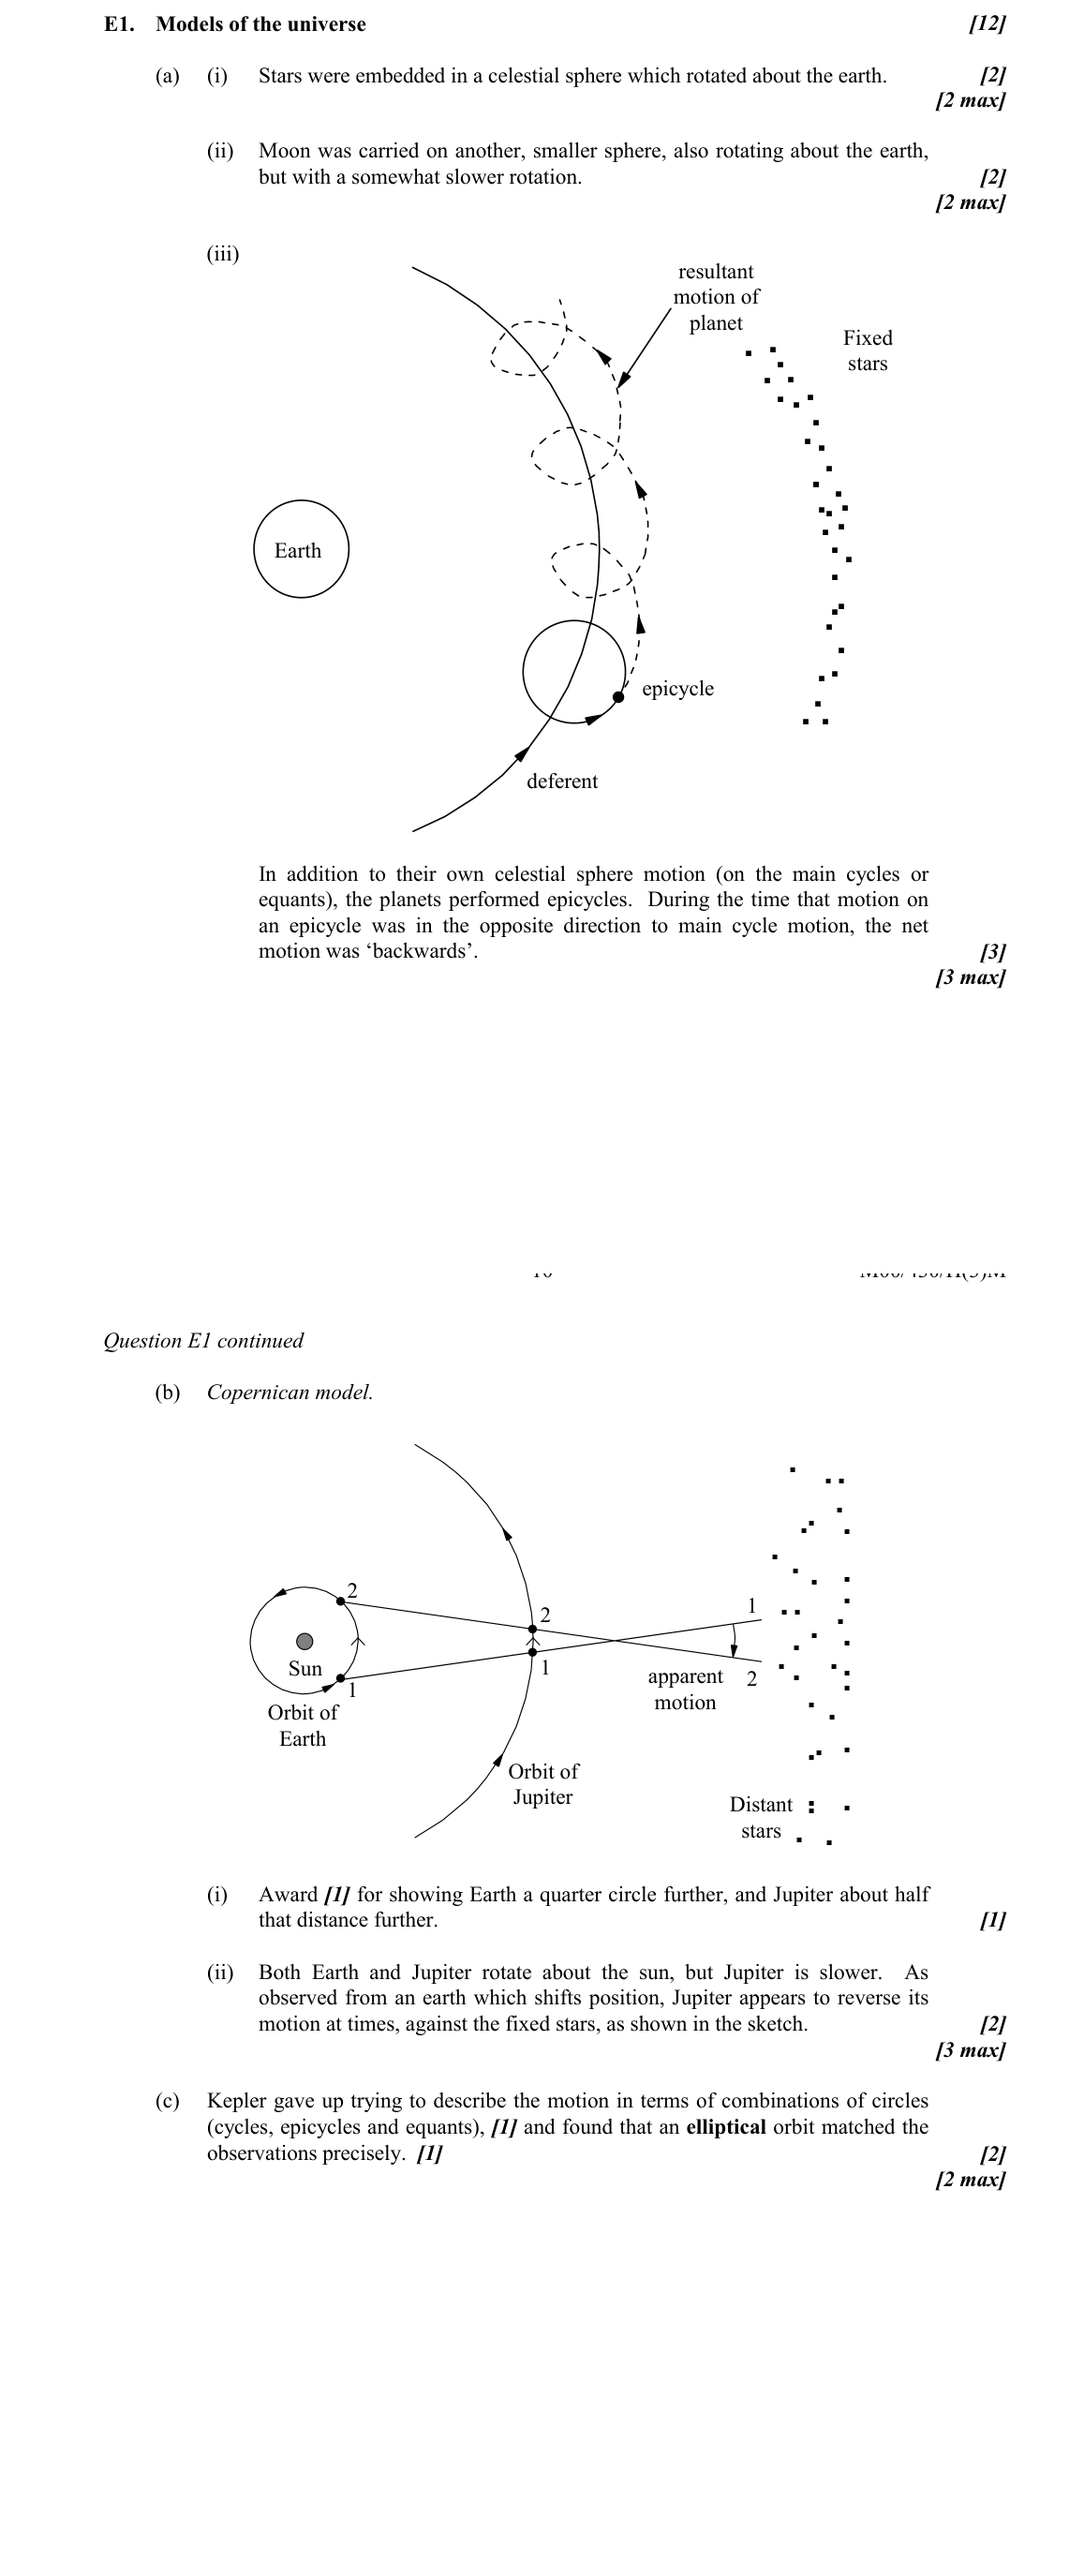 E1. Models of the universe [12]
(a) (i) Stars were embedded in a celestial sphere which rotated about the earth. [2]
[2 max]
(ii) Moon was carried on another, smaller sphere, also rotating about the earth,
but with a somewhat slower rotation. [2]
[2 max]
(iii)
resultant
motion of
planet
Fixed
stars
Earth
epicycle
deferent
In addition to their own celestial sphere motion (on the main cycles or
equants), the planets performed epicycles. During the time that motion on
an epicycle was in the opposite direction to main cycle motion, the net
motion was ‘backwards’. [3]
[3 max]
Question E1 continued
(b) Copernican model.
2
2
1
Sun
1
1
apparent
motion
2
Orbit of
Earth
Orbit of
Jupiter
Distant
stars
(i) Award [1] for showing Earth a quarter circle further, and Jupiter about half
that distance further. [1]
(ii) Both Earth and Jupiter rotate about the sun, but Jupiter is slower. As
observed from an earth which shifts position, Jupiter appears to reverse its
motion at times, against the fixed stars, as shown in the sketch. [2]
[3 max]
(c) Kepler gave up trying to describe the motion in terms of combinations of circles
(cycles, epicycles and equants), [1] and found that an elliptical orbit matched the
observations precisely. [1] [2]
[2 max]